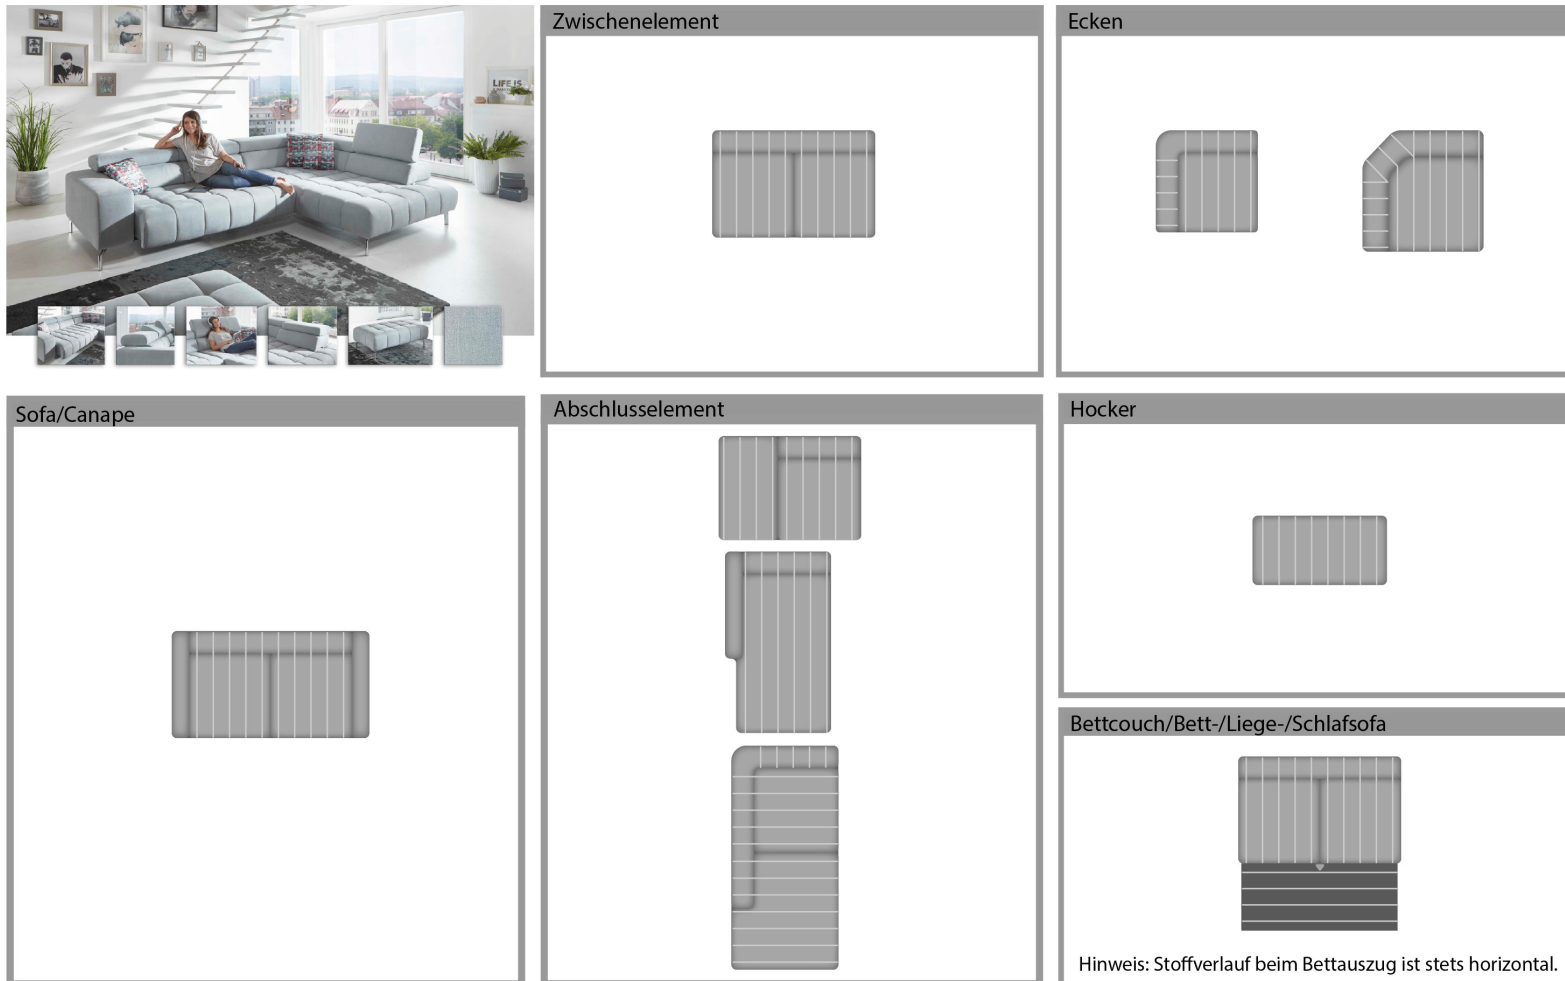 LIFE IS
Zwischenelement
Ecken
Sofa/Canape
Abschlusselement
Hocker
Bettcouch/Bett-/Liege-/Schlafsofa
Hinweis: Stoffverlauf beim Bettauszug ist stets horizontal.